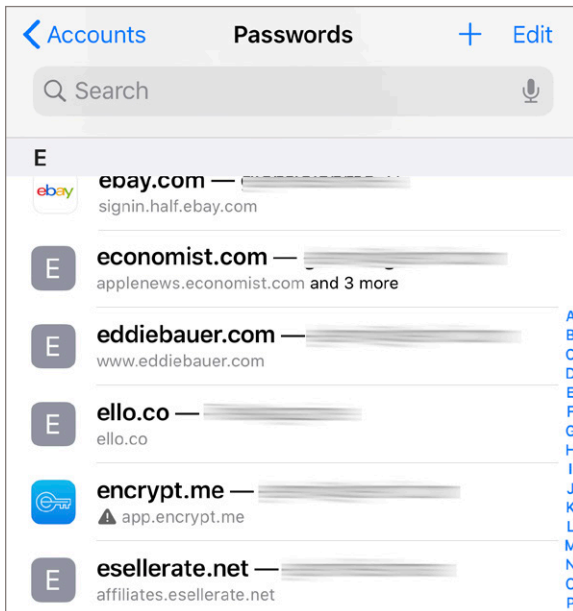 Accounts Passwords + Edit
Search
E
ebay ebay.com —
signin.half.ebay.com
E economist.com —
applenews.economist.com and 3 more
E eddiebauer.com —
www.eddiebauer.com
E ello.co —
ello.co
encrypt.me —
app.encrypt.me
E esellerate.net —
affiliates.esellerate.net
A
B
C
D
E
F
G
H
I
J
K
L
M
N
O
P